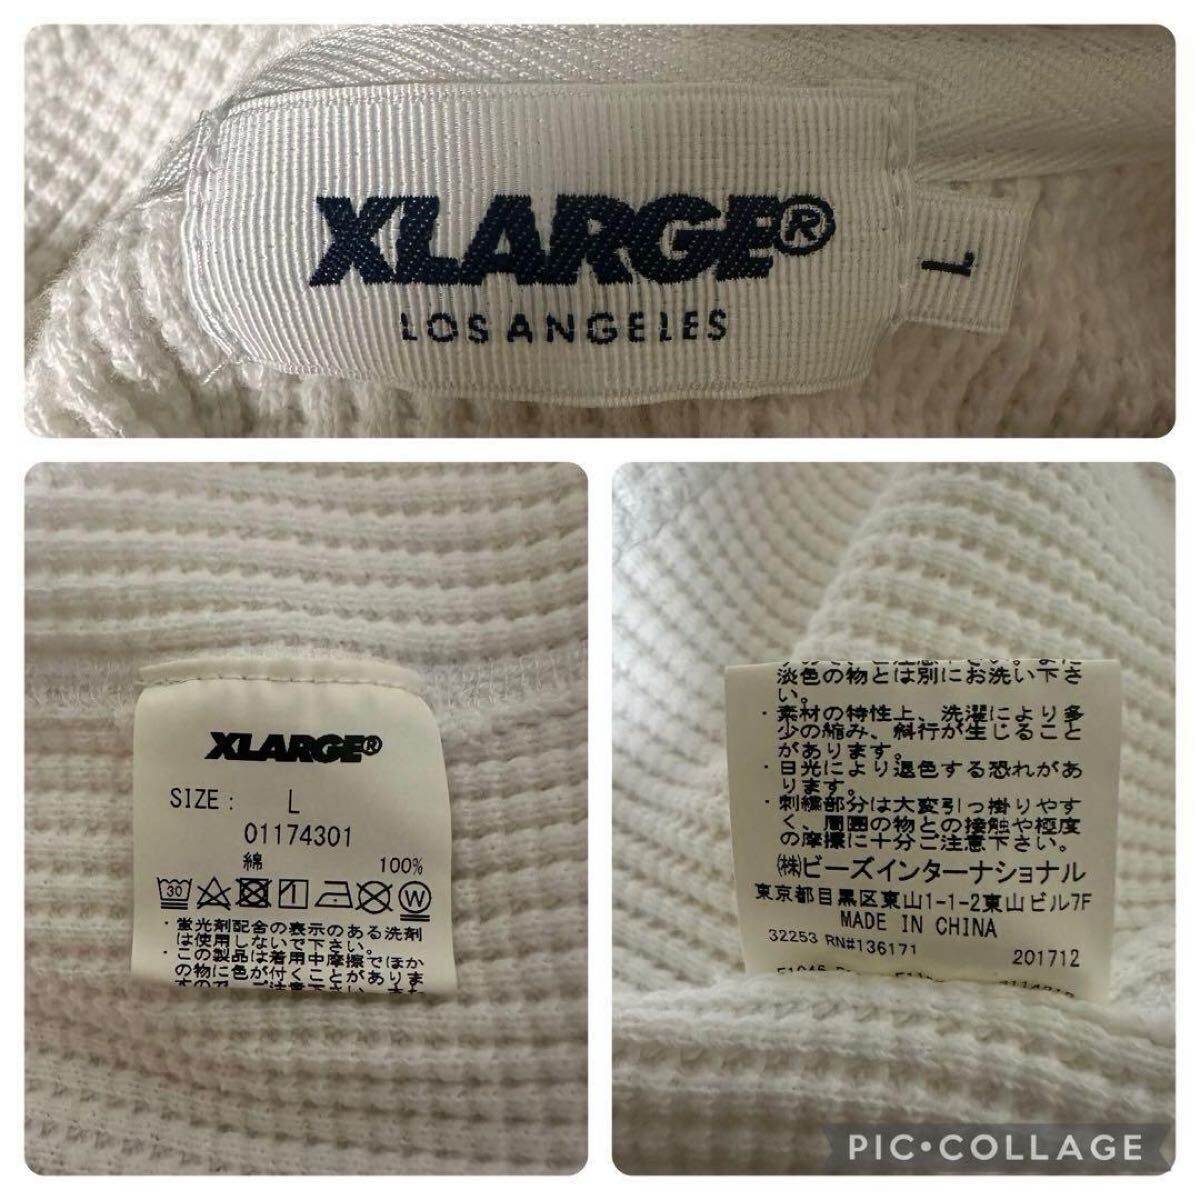 XLARGE®
LOS ANGELES
L
XLARGE®
SIZE : L
01174301
綿 100%
30
W
・蛍光剤配合の表示のある洗剤
は使用しないで下さい。
・この製品は着用中摩擦でほか
の物に色が付くことがありま
淡色の物とは別にお洗い下さ
い。
・素材の特性上、洗濯により多
少の縮み、斜行が生じること
があります。
・日光により退色する恐れがあ
ります。
・刺繍部分は大変引っ掛りやす
く、周囲の物との接触や極度
の摩擦に十分ご注意下さい。
㈱ビーズインターナショナル
東京都目黒区東山1-1-2東山ビル7F
MADE IN CHINA
32253 RN#136171 201712
PIC•COLLAGE